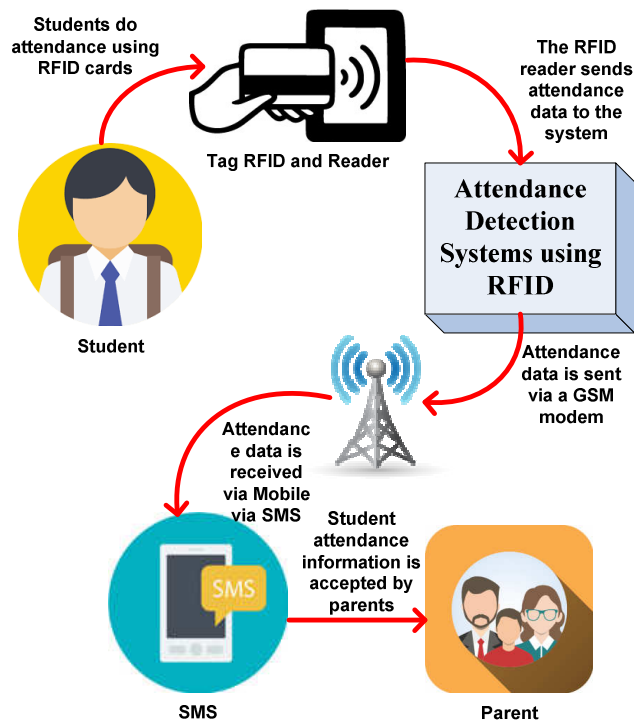 Students do
attendance using
RFID cards
Tag RFID and Reader
The RFID
reader sends
attendance
data to the
system
Attendance
Detection
Systems using
RFID
Student
Attendance
data is sent
via a GSM
modem
Attendanc
e data is
received
via Mobile
via SMS
SMS
Student
attendance
information is
accepted by
parents
SMS
Parent